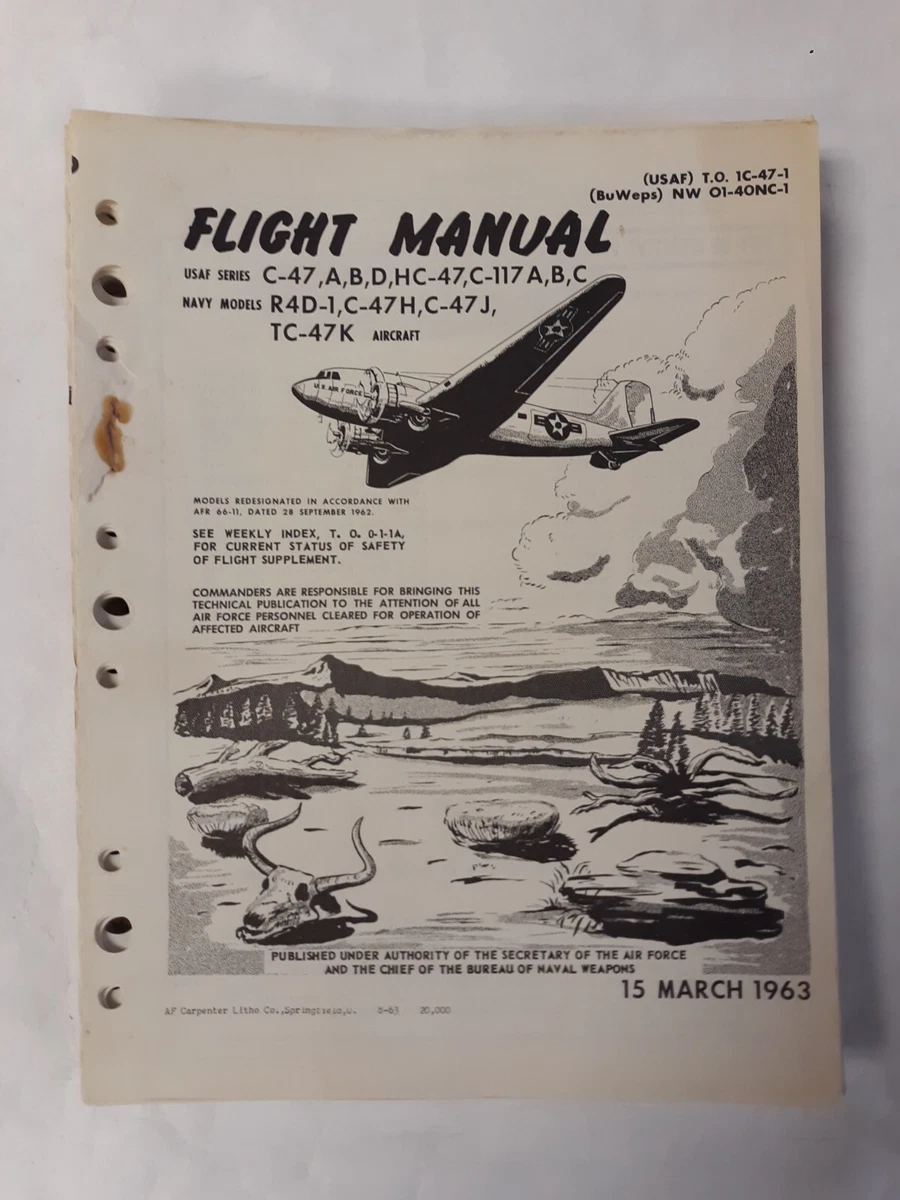 (USAF) T.O. 1C-47-1
(BuWeps) NW 01-40NC-1
FLIGHT MANUAL
USAF SERIES C-47,A,B,D,HC-47,C-117A,B,C
NAVY MODELS R4D-1,C-47H,C-47J,
TC-47K AIRCRAFT
U.S. AIR FORCE
MODELS REDESIGNATED IN ACCORDANCE WITH
AFR 66-11, DATED 28 SEPTEMBER 1962.
SEE WEEKLY INDEX, T. O. 0-1-1A,
FOR CURRENT STATUS OF SAFETY
OF FLIGHT SUPPLEMENT.
COMMANDERS ARE RESPONSIBLE FOR BRINGING THIS
TECHNICAL PUBLICATION TO THE ATTENTION OF ALL
AIR FORCE PERSONNEL CLEARED FOR OPERATION OF
AFFECTED AIRCRAFT
PUBLISHED UNDER AUTHORITY OF THE SECRETARY OF THE AIR FORCE
AND THE CHIEF OF THE BUREAU OF NAVAL WEAPONS
15 MARCH 1963
AF Carpenter Litho Co., 20,000